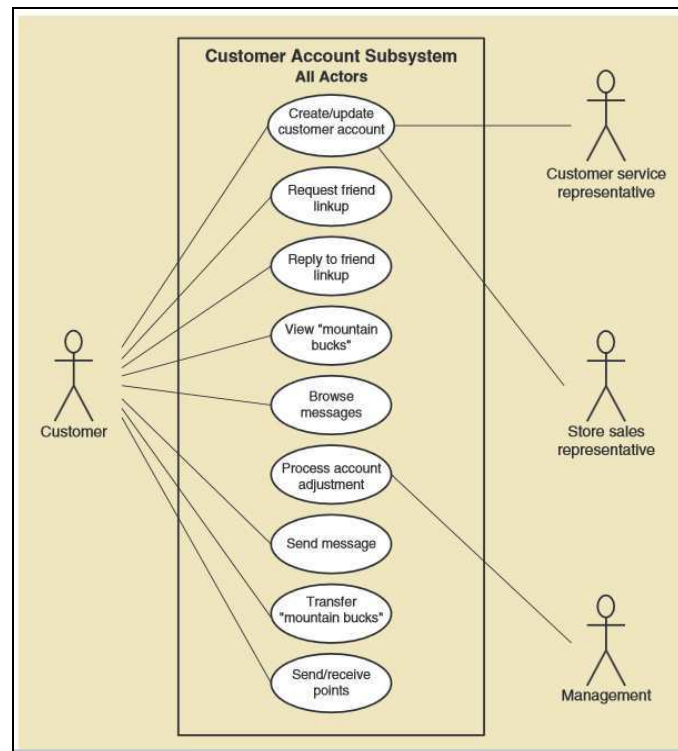 Customer Account Subsystem
All Actors
Create/update
customer account
Request friend
linkup
Reply to friend
linkup
View "mountain
bucks"
Browse
messages
Process account
adjustment
Send message
Transfer
"mountain bucks"
Send/receive
points
Customer
Customer service
representative
Store sales
representative
Management